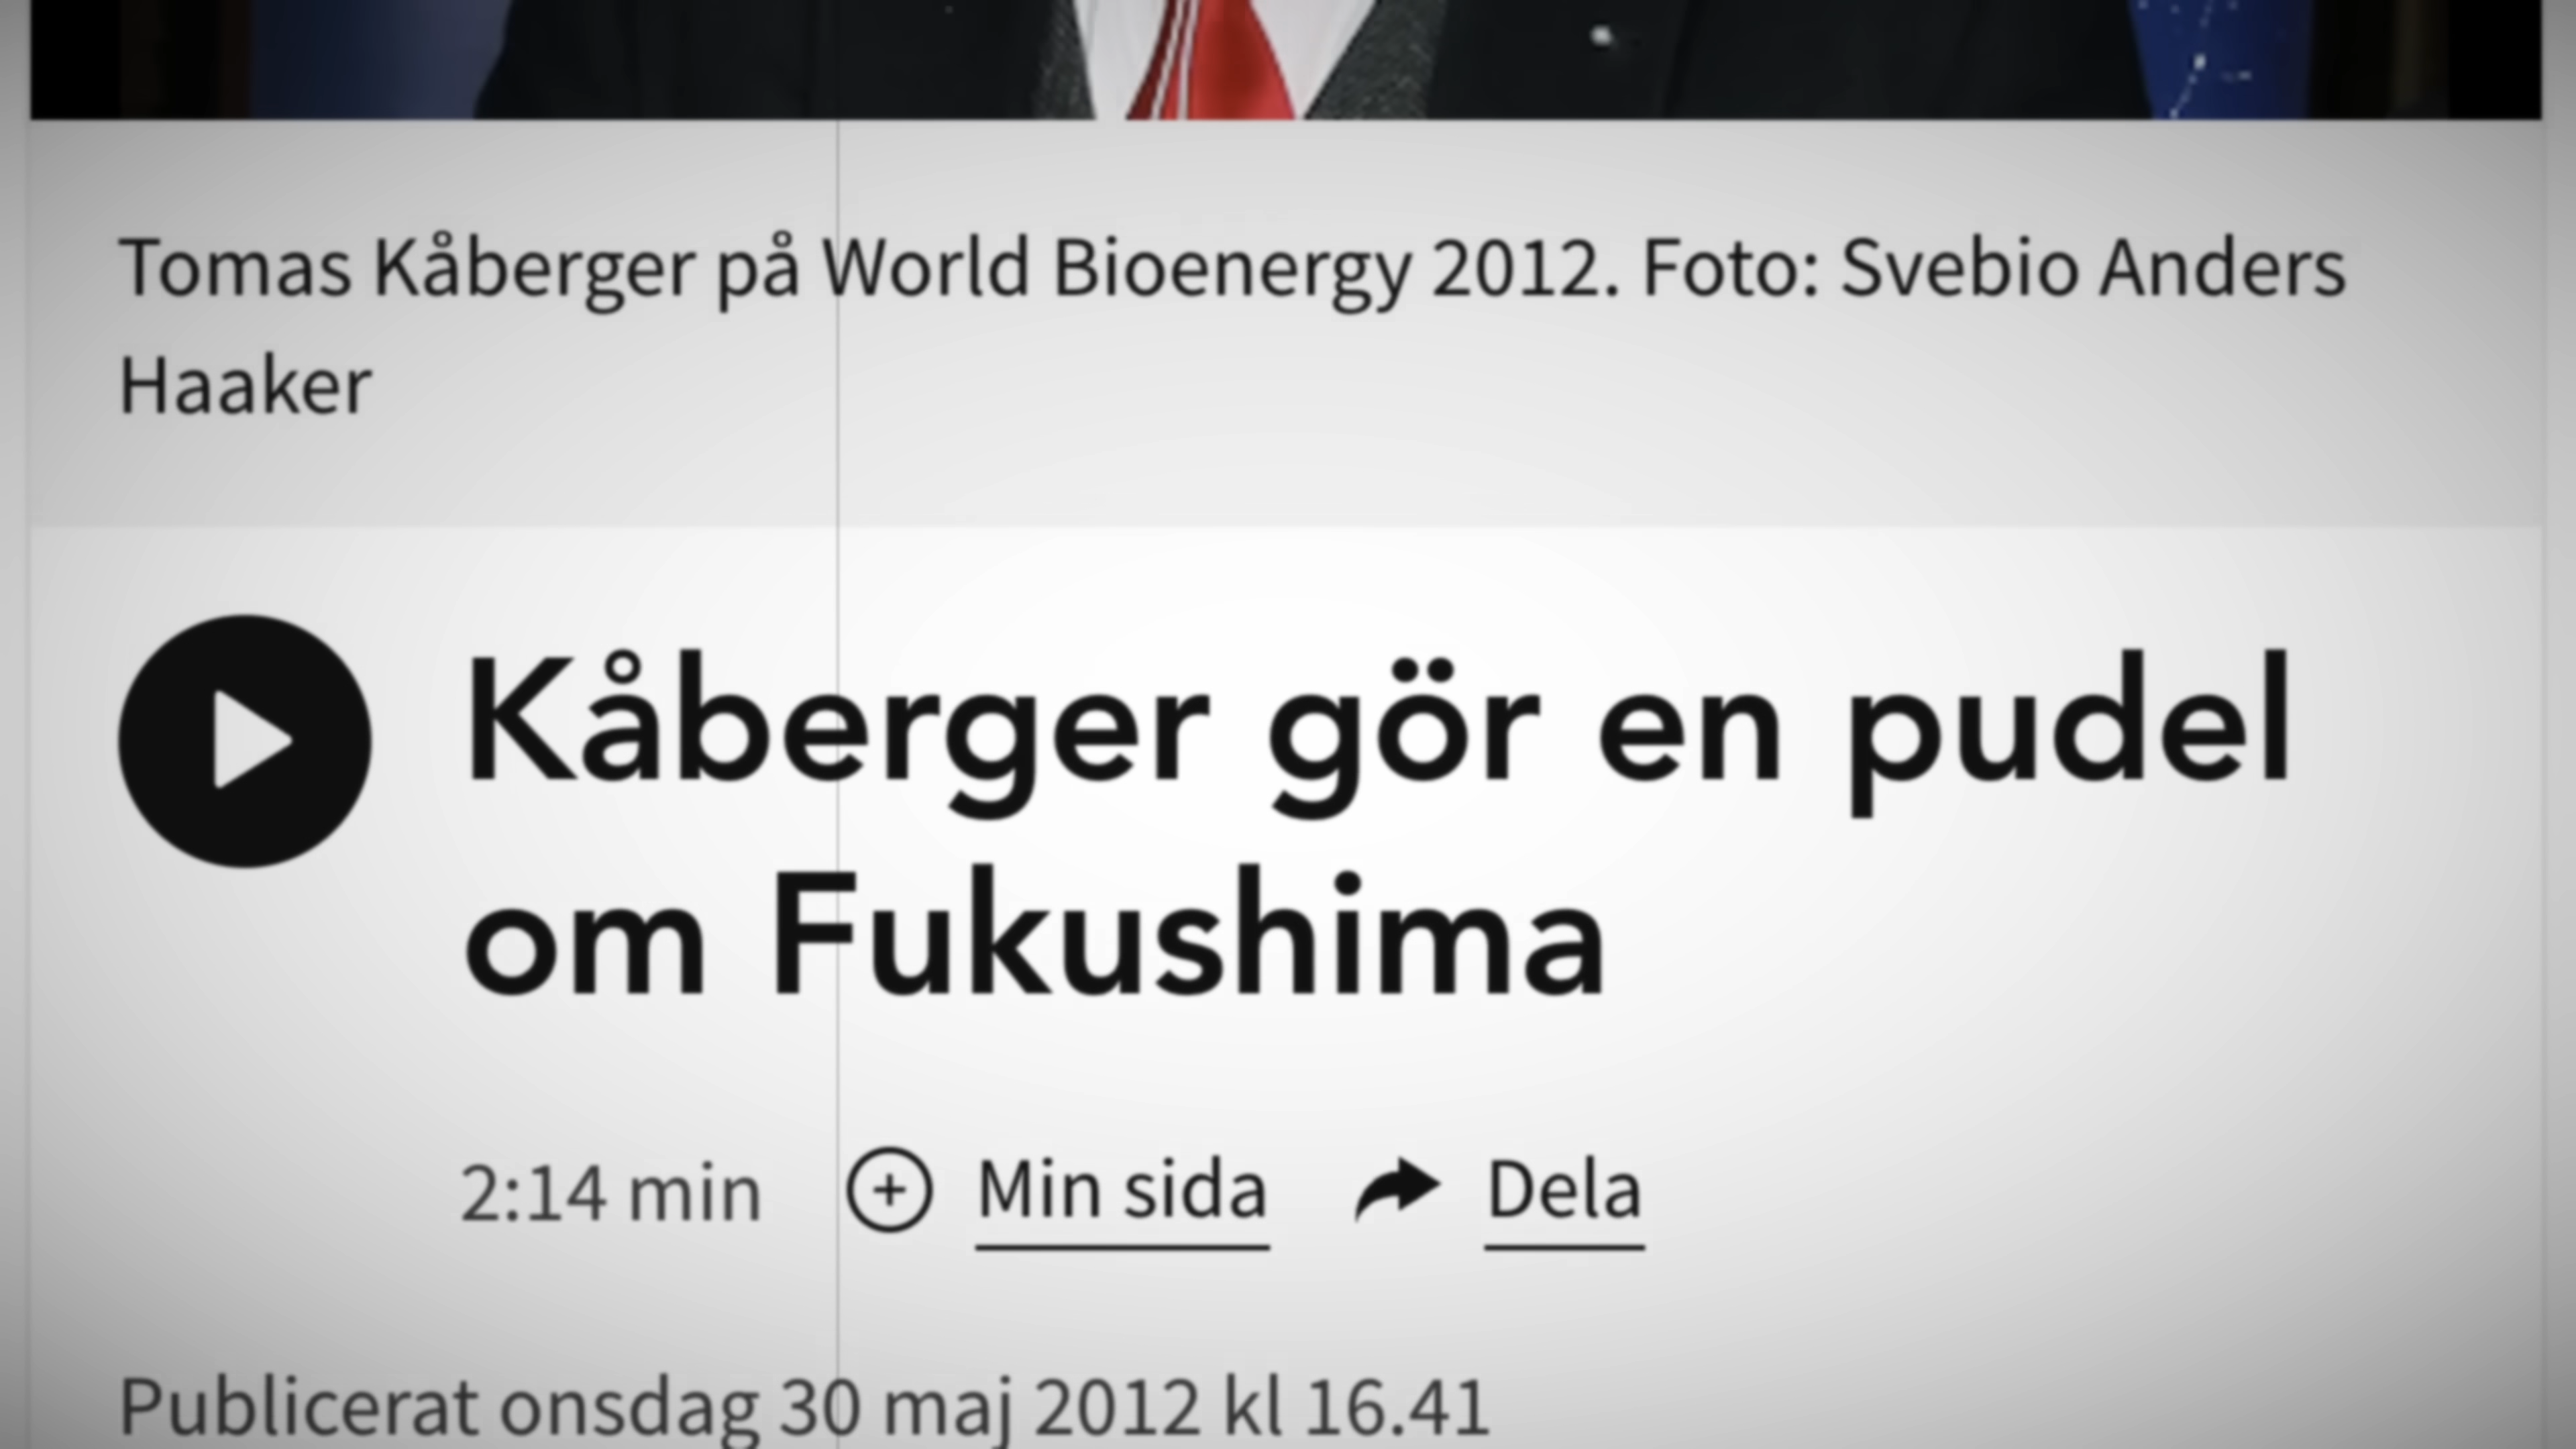 Tomas Kåberger på World Bioenergy 2012. Foto: Svebio Anders
Haaker
Kåberger gör en pudel
om Fukushima
2:14 min
Min sida
Dela
Publicerat onsdag 30 maj 2012 kl 16.41